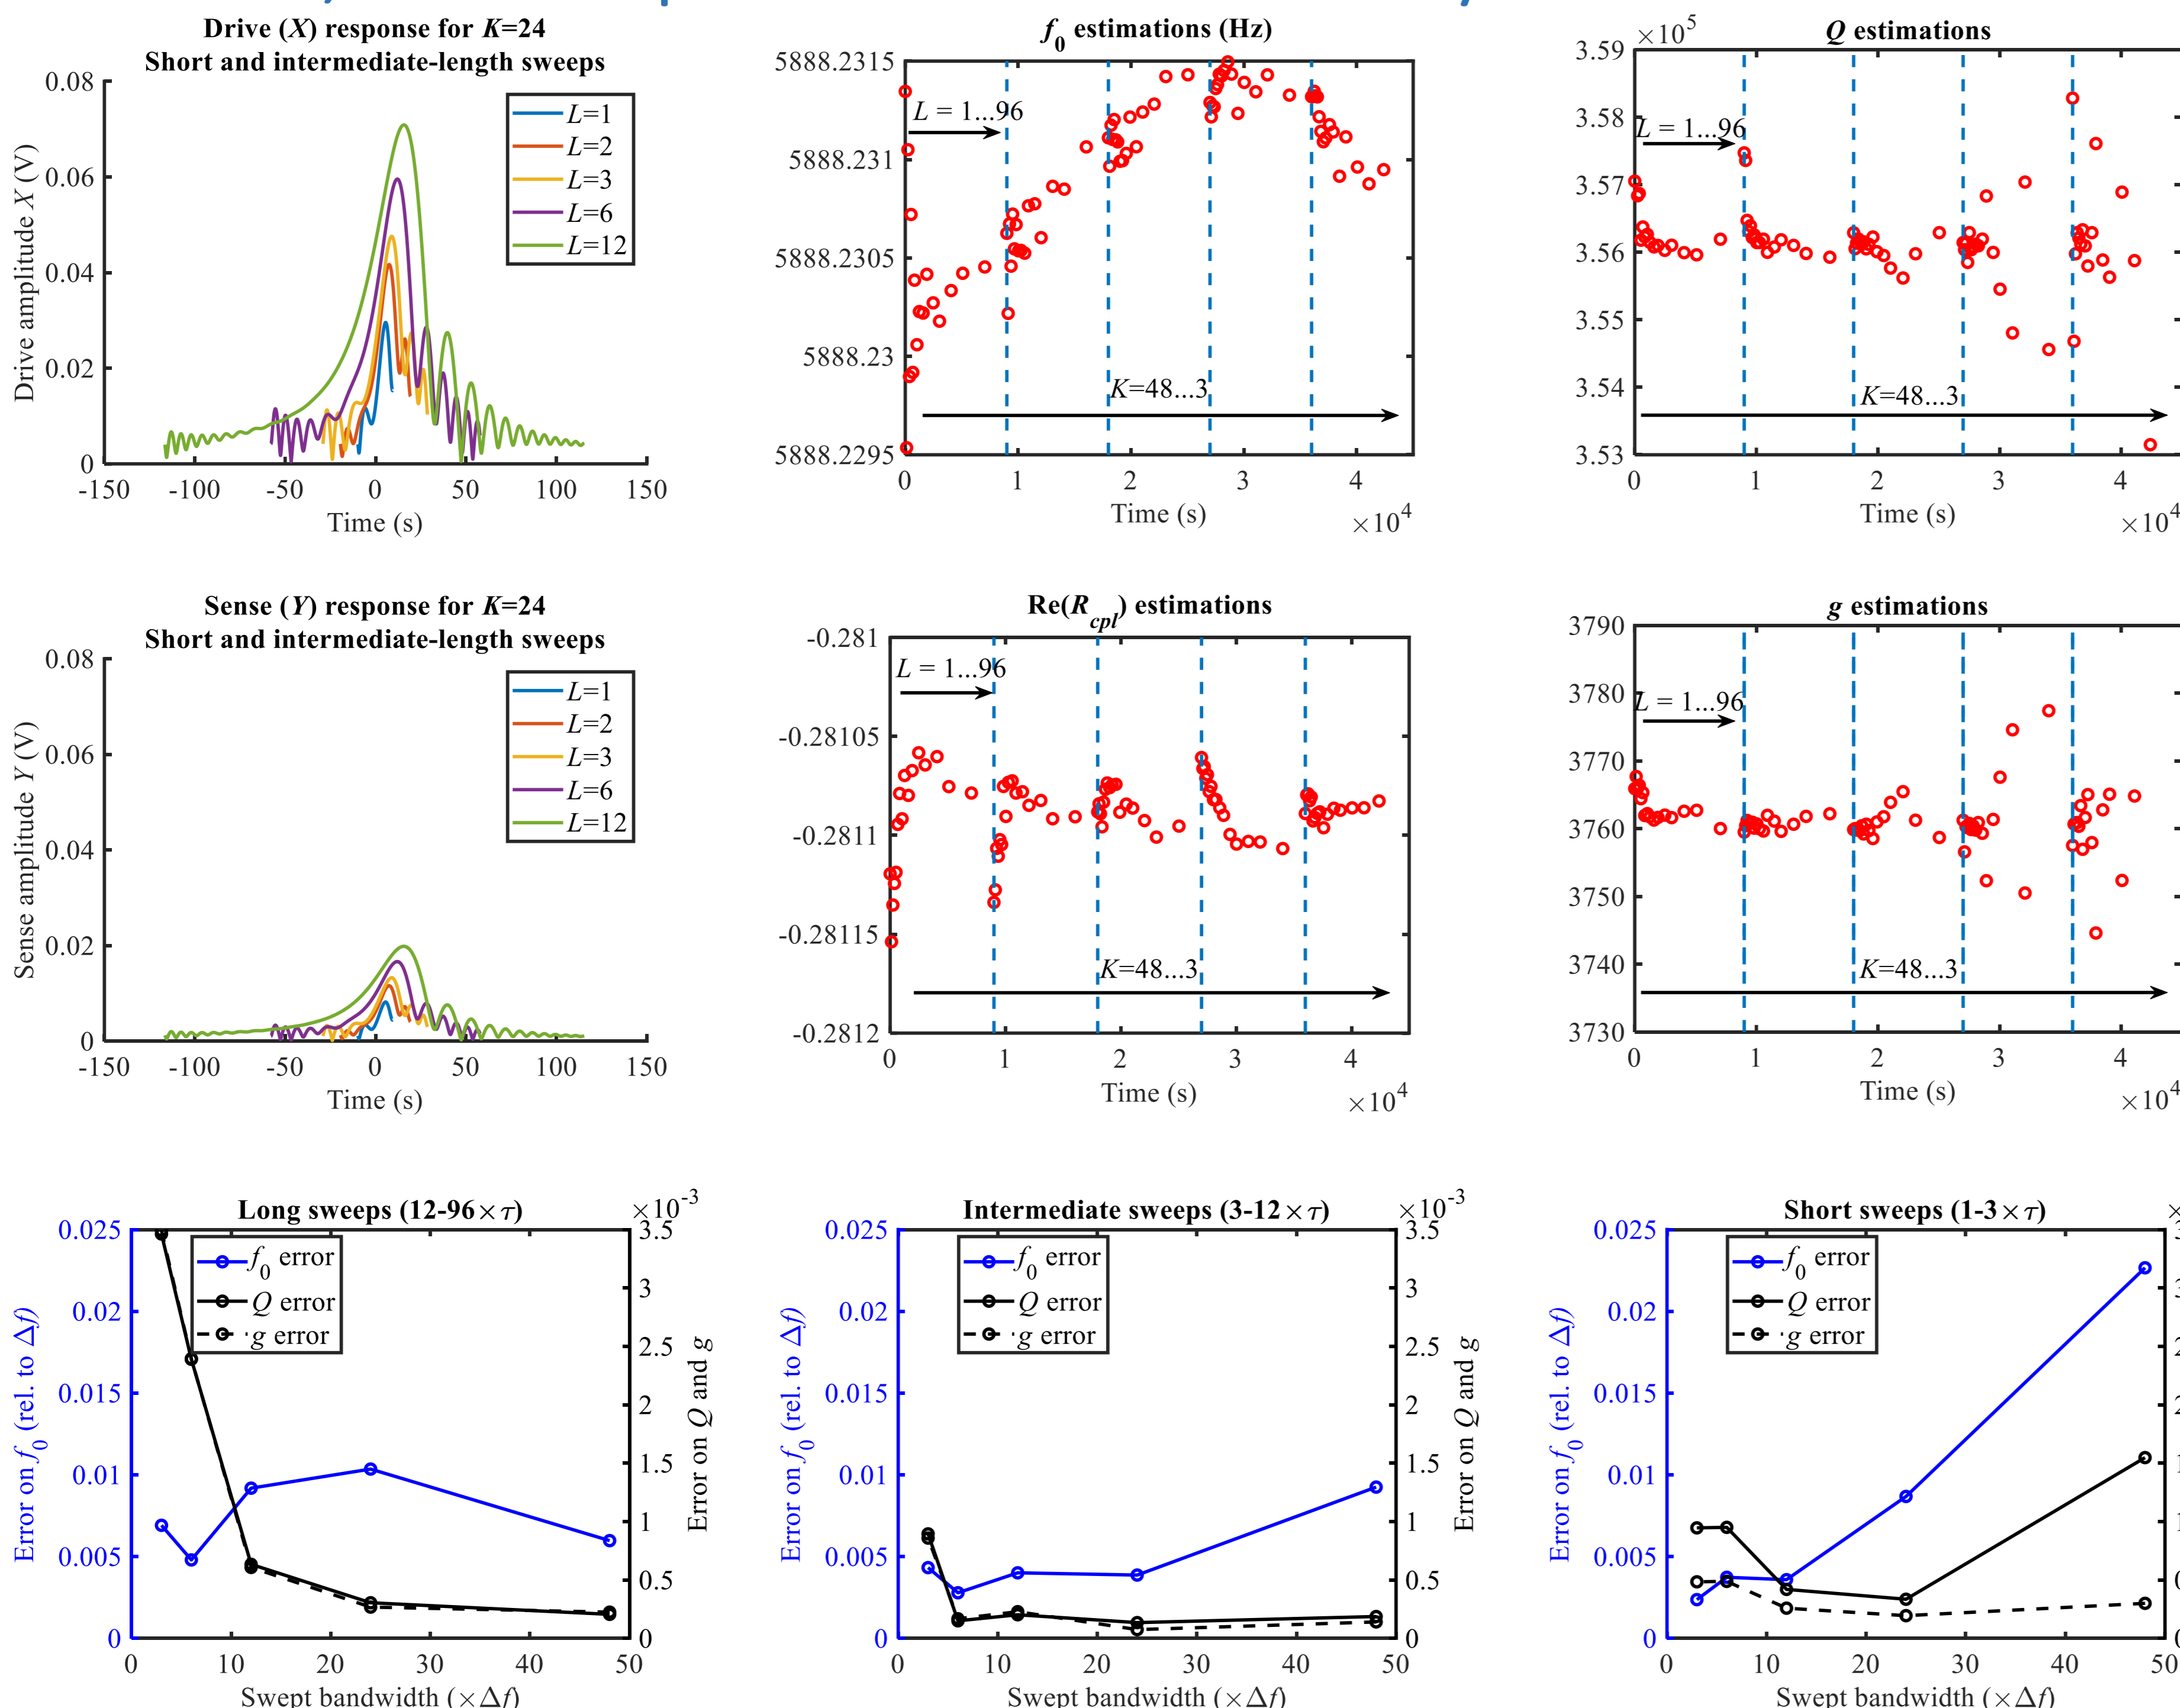 Drive (X) response for K=24
Short and intermediate-length sweeps
Drive amplitude X (V)
0.08
0.06
0.04
0.02
0
-150 -100 -50 0 50 100 150
Time (s)
L=1
L=2
L=3
L=6
L=12
f0 estimations (Hz)
5888.2315
5888.231
5888.2305
5888.23
5888.2295
L = 1...96
K=48...3
0 1 2 3 4
Time (s)
×10^4
Q estimations
×10^5
3.59
3.58
3.57
3.56
3.55
3.54
3.53
L = 1...96
K=48...3
0 1 2 3 4
Time (s)
×10^4
Sense (Y) response for K=24
Short and intermediate-length sweeps
Sense amplitude Y (V)
0.08
0.06
0.04
0.02
0
-150 -100 -50 0 50 100 150
Time (s)
L=1
L=2
L=3
L=6
L=12
Re(Rcpl) estimations
-0.281
-0.28105
-0.2811
-0.28115
-0.2812
L = 1...96
K=48...3
0 1 2 3 4
Time (s)
×10^4
g estimations
3790
3780
3770
3760
3750
3740
3730
L = 1...96
K=48...3
0 1 2 3 4
Time (s)
×10^4
Long sweeps (12-96×τ)
×10^-3
Error on f0 (rel. to Δf)
0.025
0.02
0.015
0.01
0.005
0
f0 error
Q error
g error
3.5
3
2.5
2
1.5
1
0.5
0
Error on Q and g
0 10 20 30 40 50
Swept bandwidth (×Δf)
Intermediate sweeps (3-12×τ)
×10^-3
Error on f0 (rel. to Δf)
0.025
0.02
0.015
0.01
0.005
0
f0 error
Q error
g error
3.5
3
2.5
2
1.5
1
0.5
0
Error on Q and g
0 10 20 30 40 50
Swept bandwidth (×Δf)
Short sweeps (1-3×τ)
Error on f0 (rel. to Δf)
0.025
0.02
0.015
0.01
0.005
0
f0 error
Q error
g error
0 10 20 30 40 50
Swept bandwidth (×Δf)